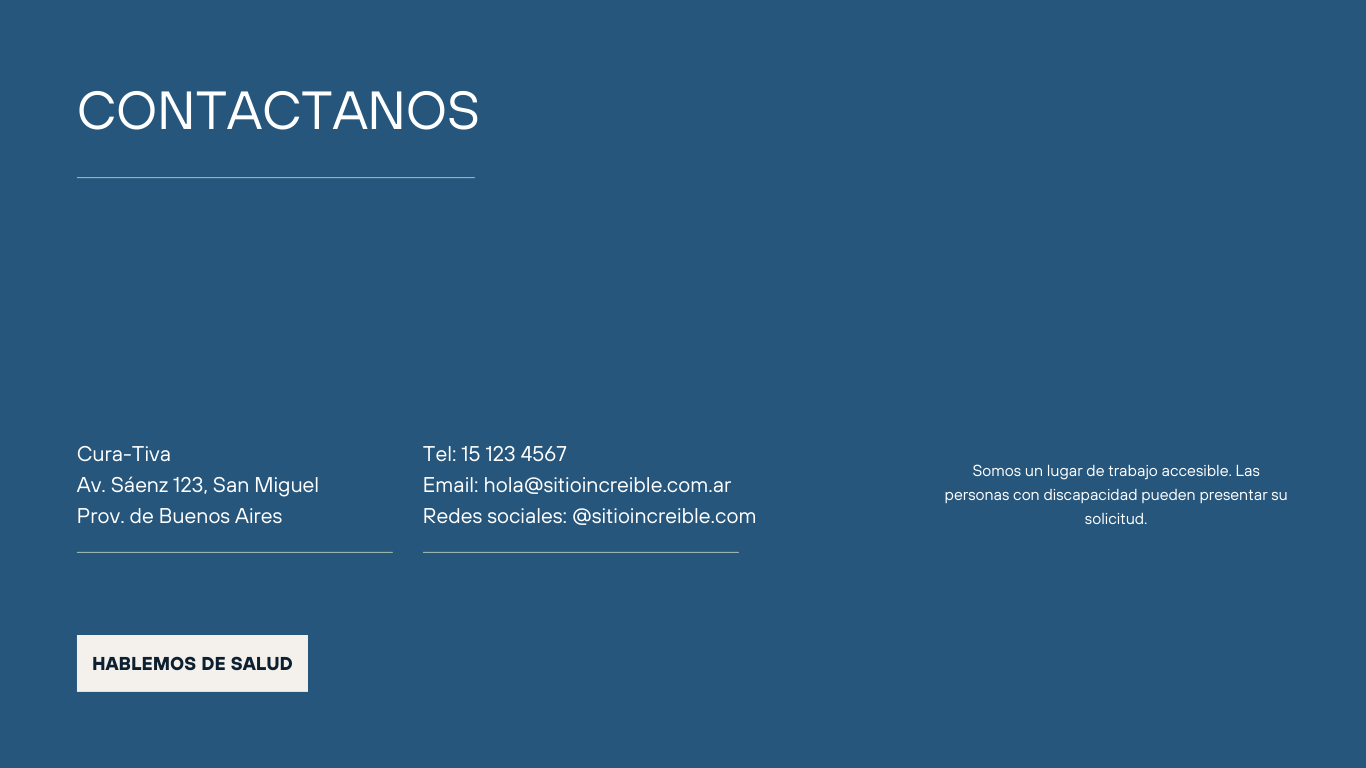 CONTACTANOS
Cura-Tiva
Av. Sáenz 123, San Miguel
Prov. de Buenos Aires
Tel: 15 123 4567
Email: hola@sitioincreible.com.ar
Redes sociales: @sitioincreible.com
Somos un lugar de trabajo accesible. Las
personas con discapacidad pueden presentar su
solicitud.
HABLEMOS DE SALUD